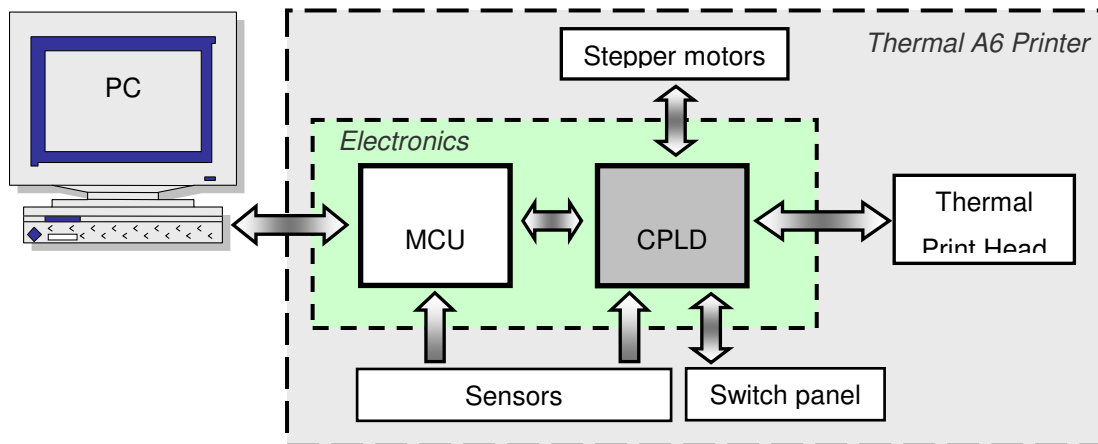 Thermal A6 Printer
Stepper motors
PC
Electronics
MCU
CPLD
Thermal
Print Head
Sensors
Switch panel